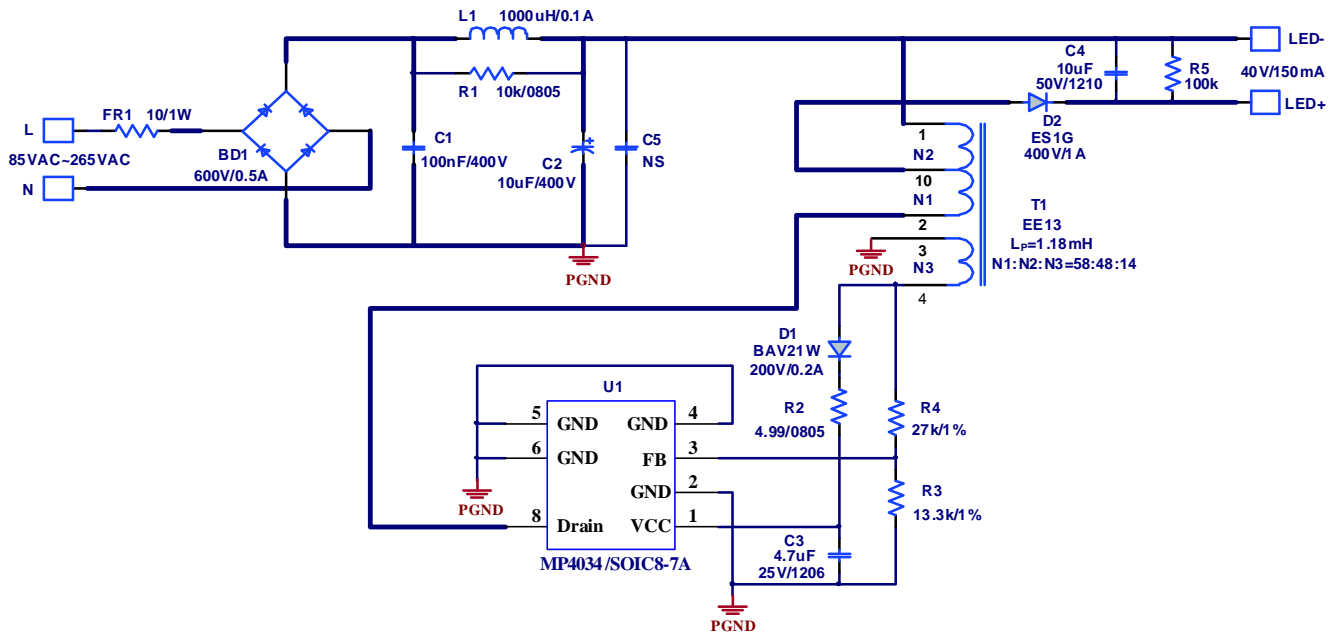 L1 1000uH/0.1A
R1 10k/0805
FR1 10/1W
L
85VAC~265VAC
N
BD1
600V/0.5A
C1
100nF/400V
C2
10uF/400V
C5
NS
PGND
C4
10uF
50V/1210
R5
100k
LED-
40V/150mA
LED+
D2
ES1G
400V/1A
1
N2
10
N1
2
3
N3
4
PGND
T1
EE13
LP=1.18mH
N1:N2:N3=58:48:14
D1
BAV21W
200V/0.2A
R2
4.99/0805
R4
27k/1%
R3
13.3k/1%
U1
5 GND GND 4
6 GND FB 3
GND 2
8 Drain VCC 1
MP4034/SOIC8-7A
PGND
C3
4.7uF
25V/1206
PGND